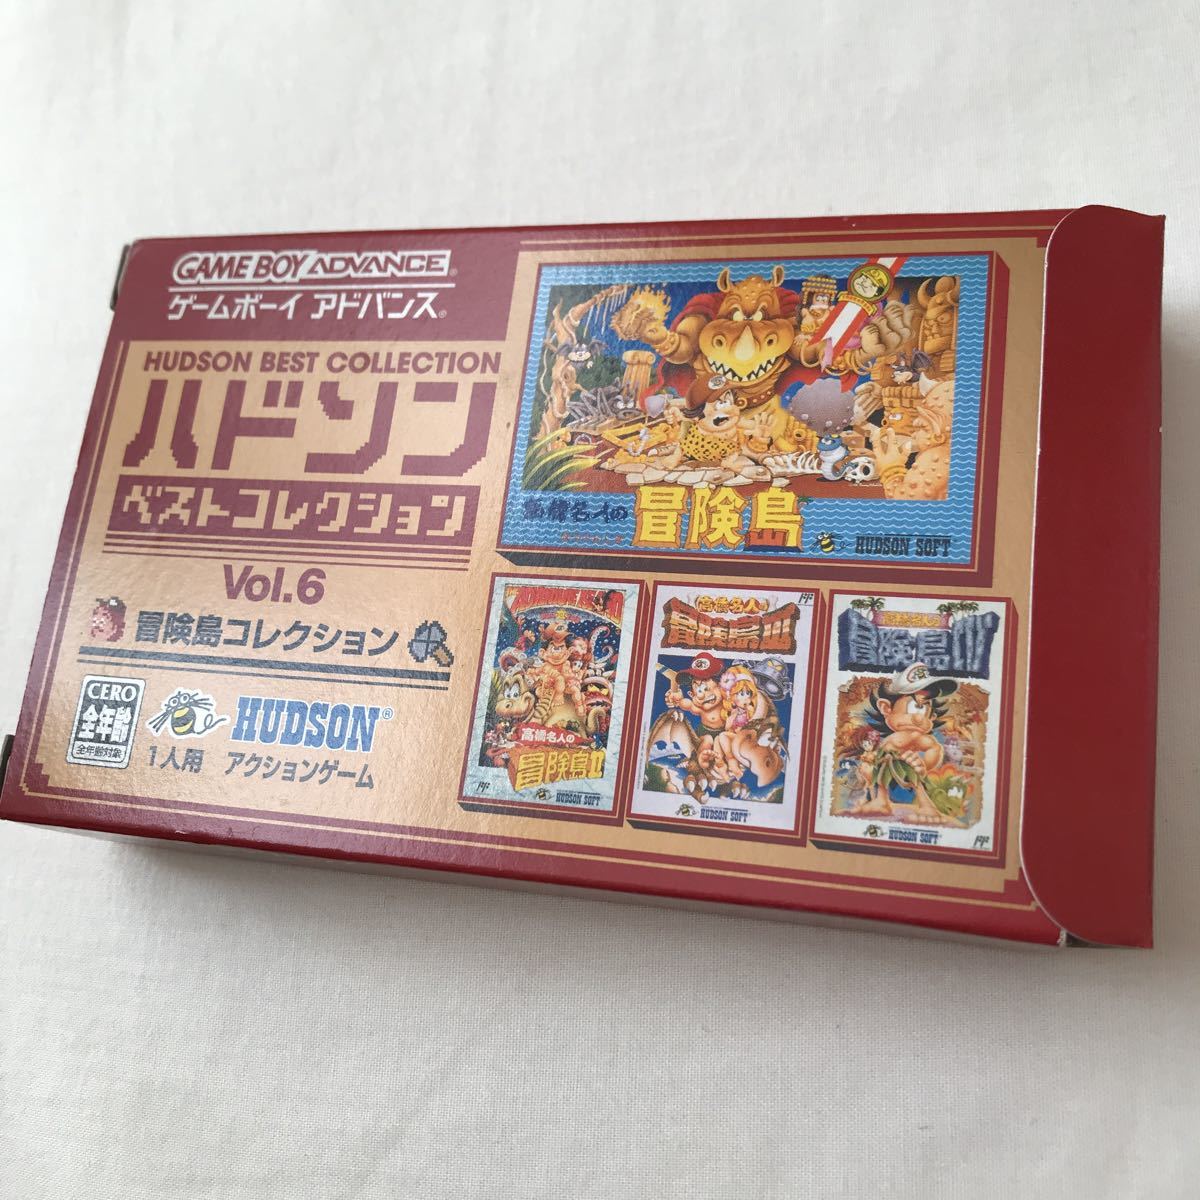 GAME BOY ADVANCE
ゲームボーイ アドバンス
HUDSON BEST COLLECTION
ハドソン
ベストコレクション
Vol.6
冒険島コレクション
CERO
全年齢
全年齢対象
HUDSON®
1人用 アクションゲーム
高橋名人の
冒険島
HUDSON SOFT
高橋名人の
冒険島II
HUDSON SOFT
高橋名人の
冒険島III
HUDSON SOFT
高橋名人の
冒険島IV
HUDSON SOFT